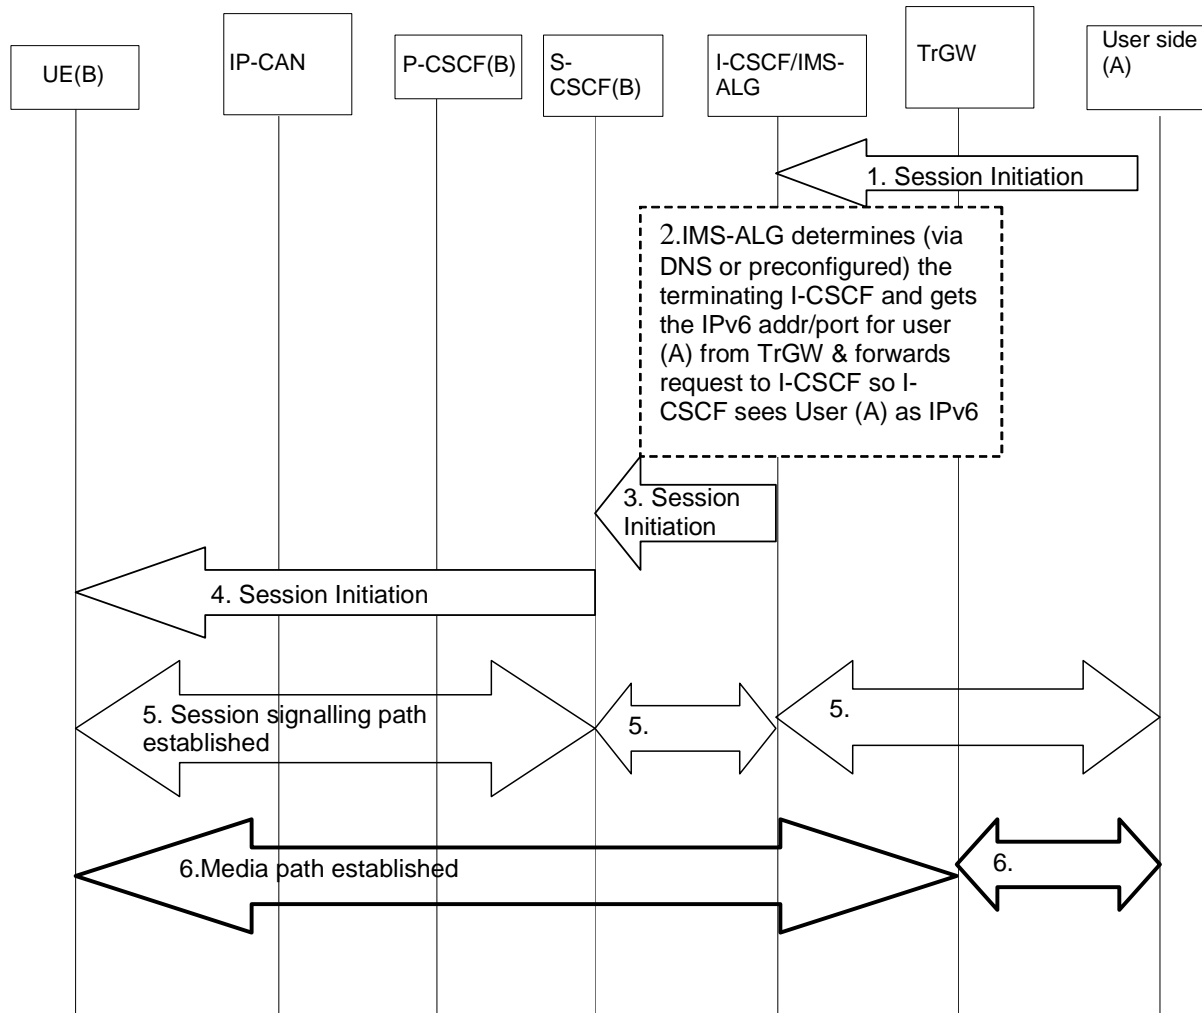 UE(B)
IP-CAN
P-CSCF(B)
S-
CSCF(B)
I-CSCF/IMS-
ALG
TrGW
User side
(A)
1. Session Initiation
2.IMS-ALG determines (via
DNS or preconfigured) the
terminating I-CSCF and gets
the IPv6 addr/port for user
(A) from TrGW & forwards
request to I-CSCF so I-
CSCF sees User (A) as IPv6
3. Session
Initiation
4. Session Initiation
5. Session signalling path
established
5.
5.
6.Media path established
6.